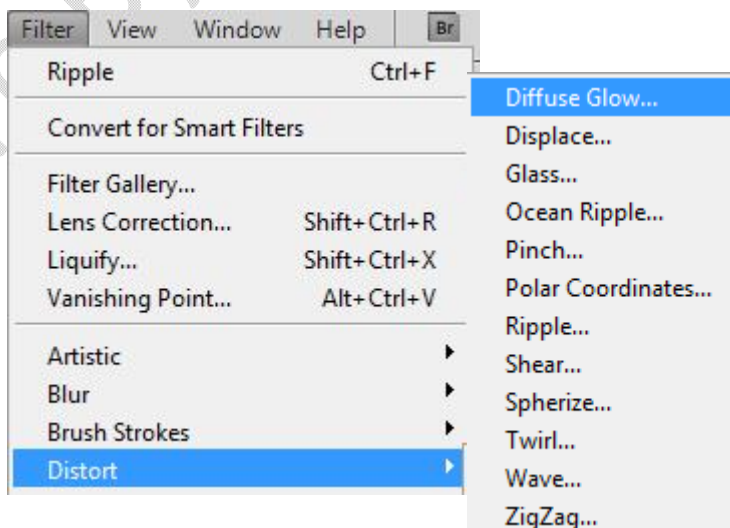 Filter View Window Help Br
Ripple Ctrl+F
Convert for Smart Filters
Filter Gallery...
Lens Correction... Shift+Ctrl+R
Liquify... Shift+Ctrl+X
Vanishing Point... Alt+Ctrl+V
Artistic
Blur
Brush Strokes
Distort
Diffuse Glow...
Displace...
Glass...
Ocean Ripple...
Pinch...
Polar Coordinates...
Ripple...
Shear...
Spherize...
Twirl...
Wave...
ZigZag...